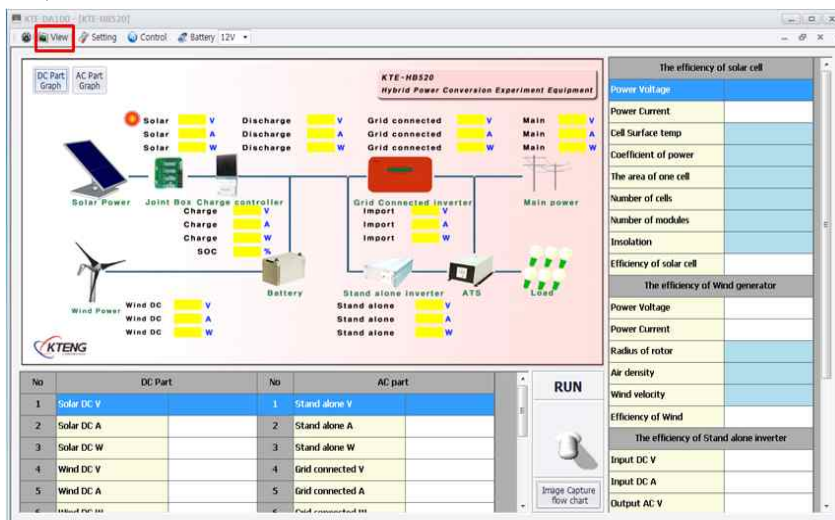 KTE-DA100 - [KTE-HB520]
View Setting Control Battery 12V
DC Part Graph
AC Part Graph
KTE-HB520
Hybrid Power Conversion Experiment Equipment
Solar V Discharge V Grid connected V Main V
Solar A Discharge A Grid connected A Main A
Solar W Discharge W Grid connected W Main W
Solar Power Joint Box Charge controller Grid Connected inverter Main power
Charge V Import V
Charge A Import A
Charge W Import W
SOC %
Battery Stand alone inverter ATS Load
Wind Power
Wind DC V Stand alone V
Wind DC A Stand alone A
Wind DC W Stand alone W
KTENG
No DC Part No AC part
1 Solar DC V 1 Stand alone V
2 Solar DC A 2 Stand alone A
3 Solar DC W 3 Stand alone W
4 Wind DC V 4 Grid connected V
5 Wind DC A 5 Grid connected A
6 Wind DC W 6 Grid connected W
RUN
Image Capture
flow chart
The efficiency of solar cell
Power Voltage
Power Current
Cell Surface temp
Coefficient of power
The area of one cell
Number of cells
Number of modules
Insolation
Efficiency of solar cell
The efficiency of Wind generator
Power Voltage
Power Current
Radius of rotor
Air density
Wind velocity
Efficiency of Wind
The efficiency of Stand alone inverter
Input DC V
Input DC A
Output AC V